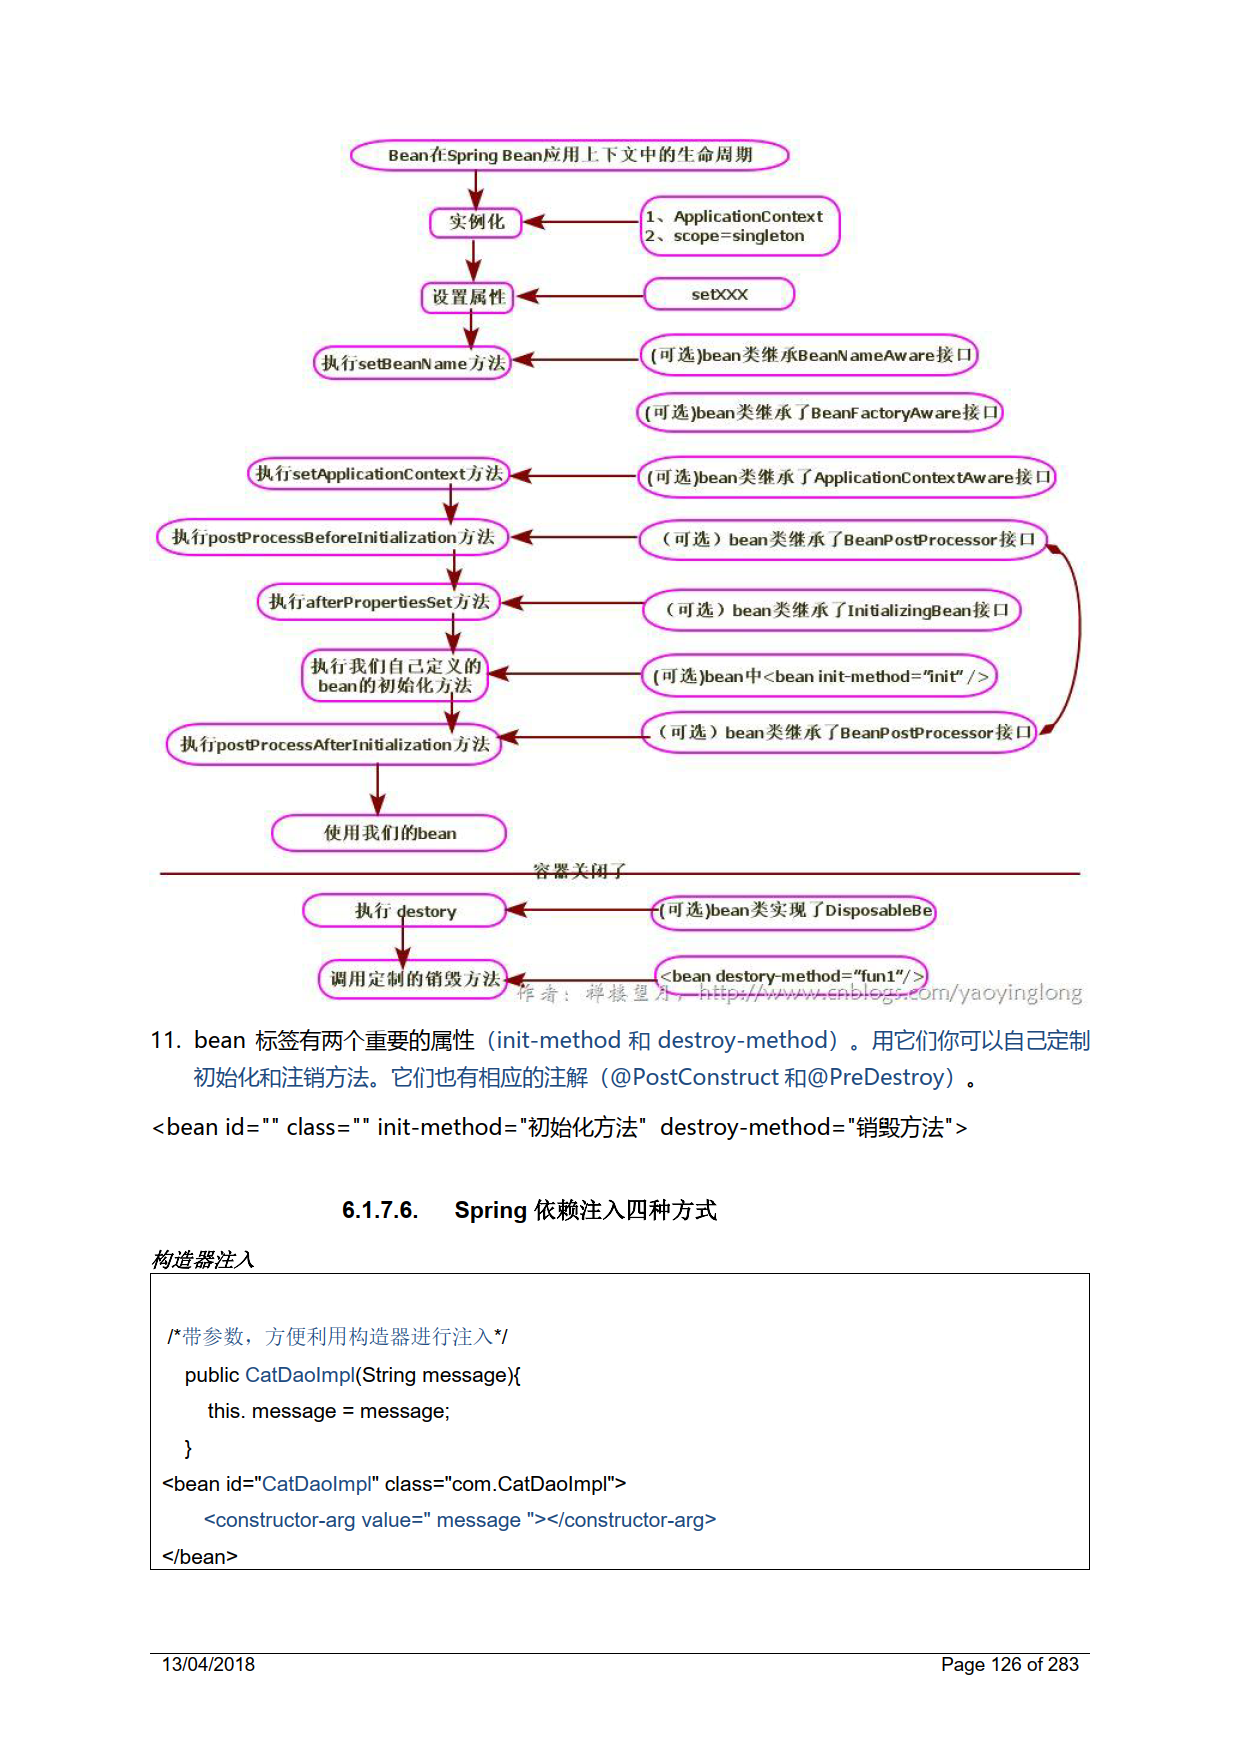 Bean在Spring Bean应用上下文中的生命周期
实例化
1、ApplicationContext
2、scope=singleton
设置属性
setXXX
执行setBeanName方法
(可选)bean类继承BeanNameAware接口
(可选)bean类继承了BeanFactoryAware接口
执行setApplicationContext方法
(可选)bean类继承了ApplicationContextAware接口
执行postProcessBeforeInitialization方法
（可选）bean类继承了BeanPostProcessor接口
执行afterPropertiesSet方法
（可选）bean类继承了InitializingBean接口
执行我们自己定义的
bean的初始化方法
(可选)bean中<bean init-method="init" />
执行postProcessAfterInitialization方法
（可选）bean类继承了BeanPostProcessor接口
使用我们的bean
容器关闭了
执行 destory
(可选)bean类实现了DisposableBe
调用定制的销毁方法
<bean destory-method="fun1"/>
作者：禅楼望月，http://www.cnblogs.com/yaoyinglong
11. bean 标签有两个重要的属性（init-method 和 destroy-method）。用它们你可以自己定制
初始化和注销方法。它们也有相应的注解（@PostConstruct 和@PreDestroy）。
<bean id="" class="" init-method="初始化方法" destroy-method="销毁方法">
6.1.7.6. Spring 依赖注入四种方式
构造器注入
/*带参数，方便利用构造器进行注入*/
public CatDaoImpl(String message){
this. message = message;
}
<bean id="CatDaoImpl" class="com.CatDaoImpl">
<constructor-arg value=" message "></constructor-arg>
</bean>
13/04/2018
Page 126 of 283